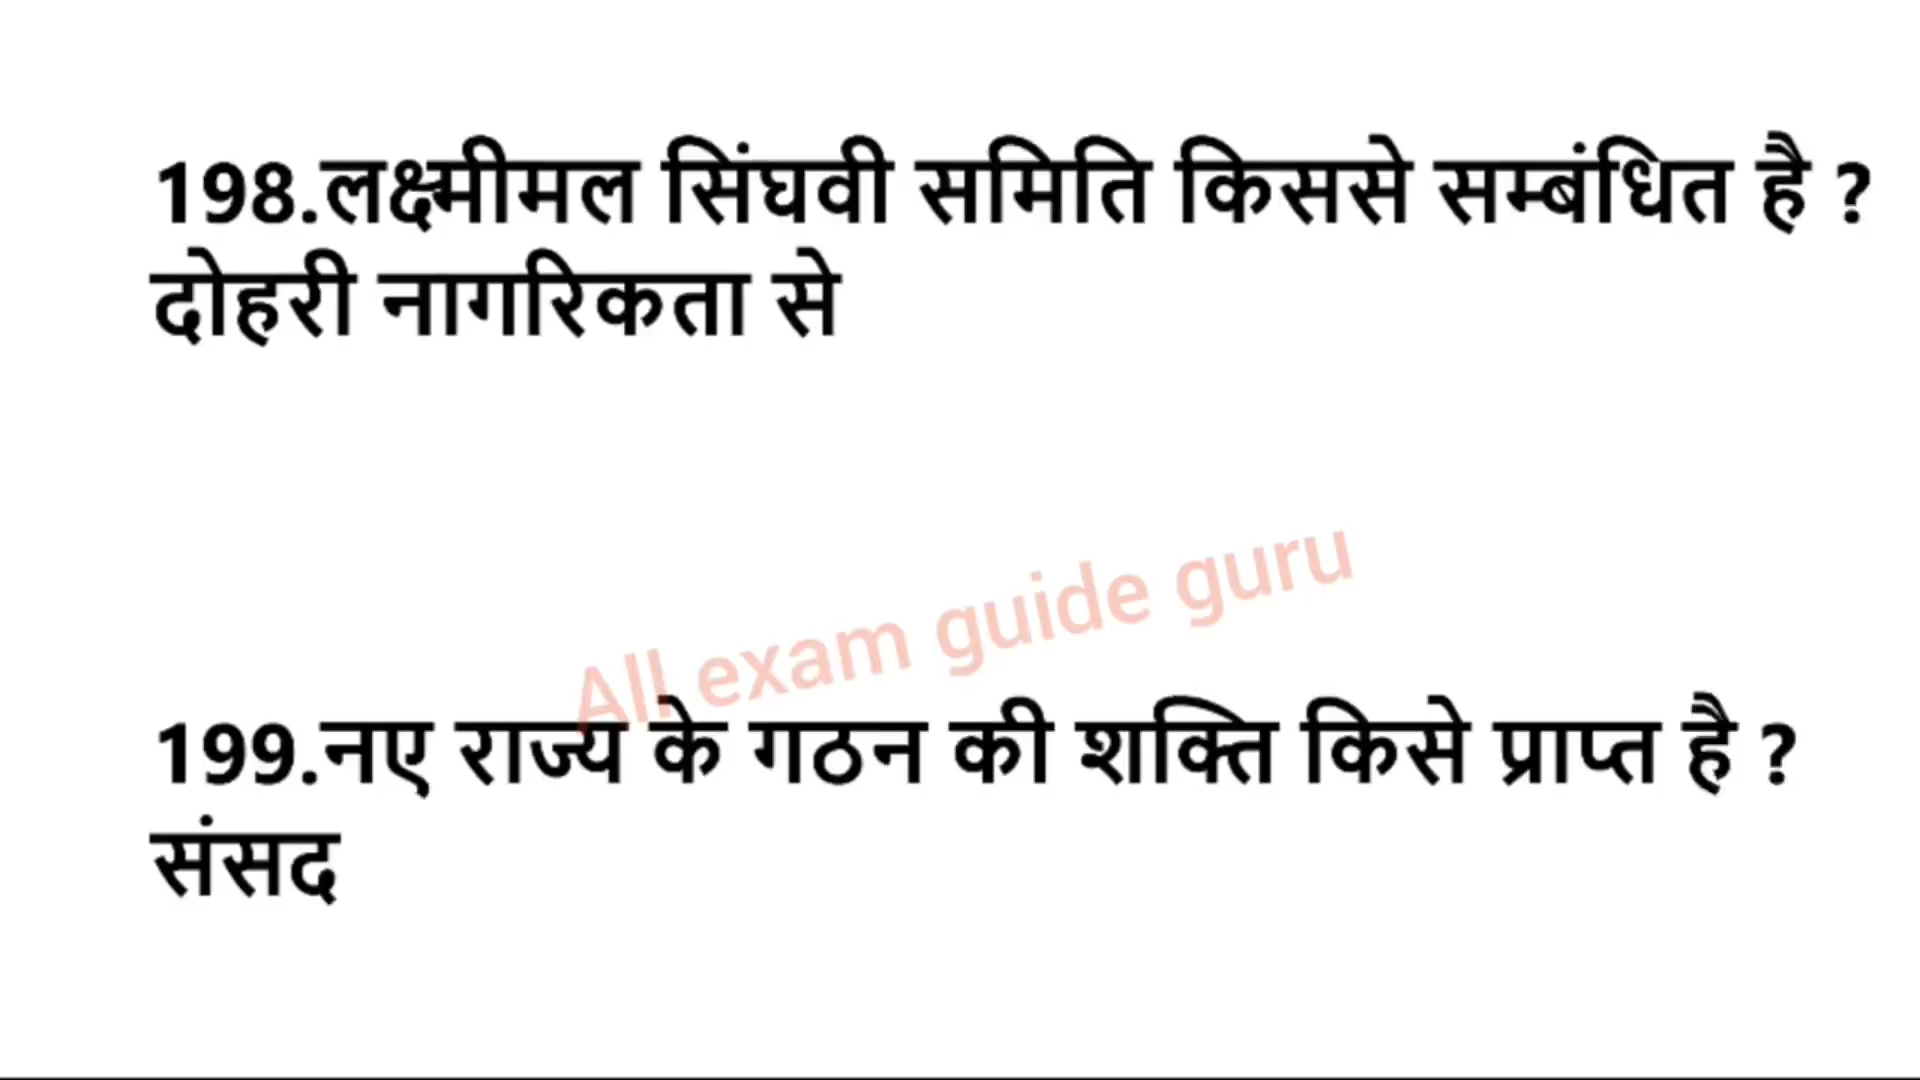 198.लक्ष्मीमल सिंघवी समिति किससे सम्बंधित है ?
दोहरी नागरिकता से
All exam guide guru
199.नए राज्य के गठन की शक्ति किसे प्राप्त है ?
संसद